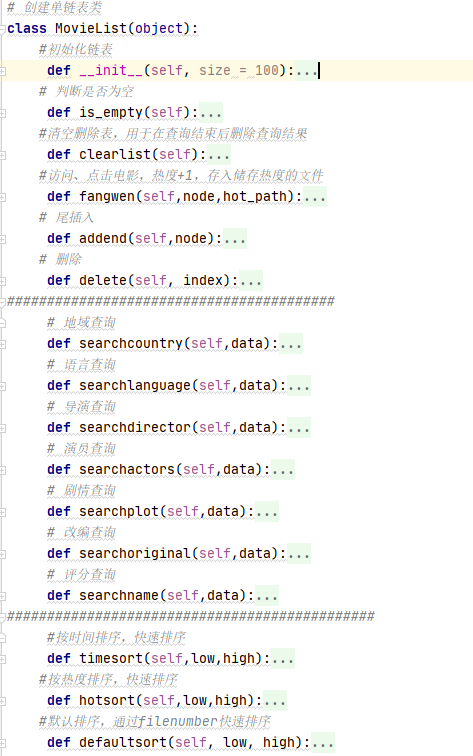 # 创建单链表类
class MovieList(object):
#初始化链表
def __init__(self, size = 100):...
# 判断是否为空
def is_empty(self):...
#清空删除表，用于在查询结束后删除查询结果
def clearlist(self):...
#访问、点击电影，热度+1，存入储存热度的文件
def fangwen(self,node,hot_path):...
# 尾插入
def addend(self,node):...
# 删除
def delete(self, index):...
#########################################
# 地域查询
def searchcountry(self,data):...
# 语言查询
def searchlanguage(self,data):...
# 导演查询
def searchdirector(self,data):...
# 演员查询
def searchactors(self,data):...
# 剧情查询
def searchplot(self,data):...
# 改编查询
def searchoriginal(self,data):...
# 评分查询
def searchname(self,data):...
##############################################
#按时间排序，快速排序
def timesort(self,low,high):...
#按热度排序，快速排序
def hotsort(self,low,high):...
#默认排序，通过filenumber快速排序
def defaultsort(self, low, high):...